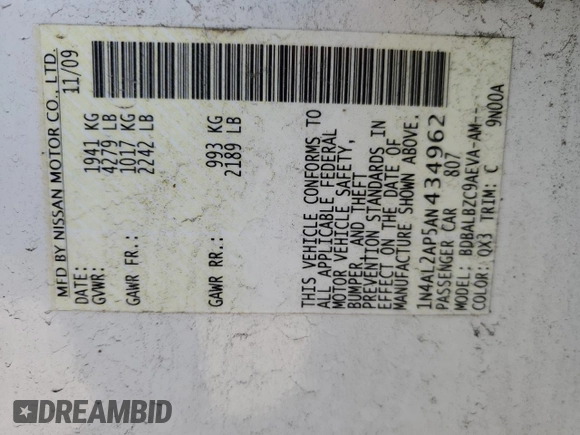 MFD BY NISSAN MOTOR CO., LTD.
DATE: 11/09
GVWR: 1941 KG
4279 LB
GAWR FR.: 1017 KG
2242 LB
GAWR RR.: 993 KG
2189 LB
THIS VEHICLE CONFORMS TO
ALL APPLICABLE FEDERAL
MOTOR VEHICLE SAFETY,
BUMPER, AND THEFT
PREVENTION STANDARDS IN
EFFECT ON THE DATE OF
MANUFACTURE SHOWN ABOVE.
1N4AL2AP5AN434962
PASSENGER CAR 807
MODEL: BDBALBZC9AEVA-AM--
COLOR: QX3 TRIM: C 9N00A
DREAMBID